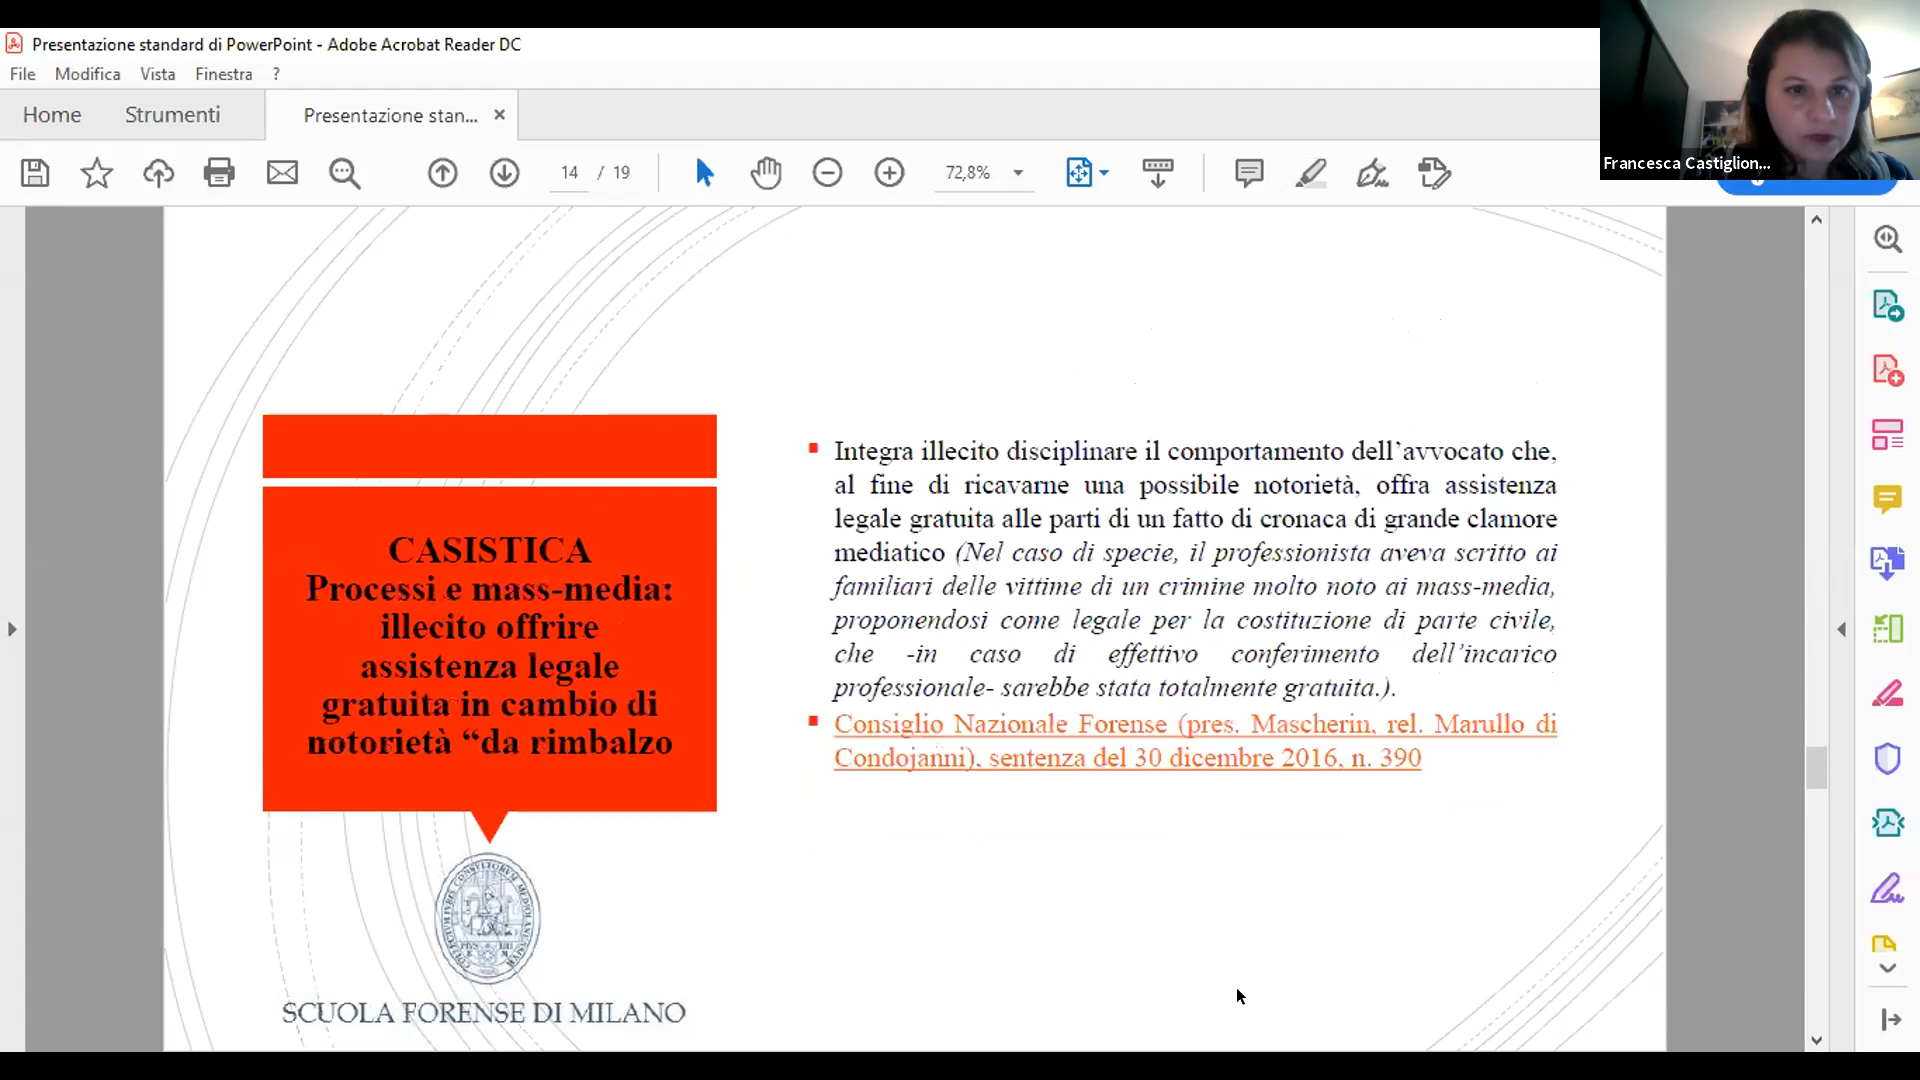 Presentazione standard di PowerPoint - Adobe Acrobat Reader DC
File Modifica Vista Finestra ?
Home Strumenti Presentazione stan... ×
14 / 19 72,8%
Francesca Castiglion...
CASISTICA
Processi e mass-media:
illecito offrire
assistenza legale
gratuita in cambio di
notorietà “da rimbalzo
Integra illecito disciplinare il comportamento dell’avvocato che,
al fine di ricavarne una possibile notorietà, offra assistenza
legale gratuita alle parti di un fatto di cronaca di grande clamore
mediatico (Nel caso di specie, il professionista aveva scritto ai
familiari delle vittime di un crimine molto noto ai mass-media,
proponendosi come legale per la costituzione di parte civile,
che -in caso di effettivo conferimento dell’incarico
professionale- sarebbe stata totalmente gratuita.).
Consiglio Nazionale Forense (pres. Mascherin, rel. Marullo di
Condojanni), sentenza del 30 dicembre 2016, n. 390
SCUOLA FORENSE DI MILANO